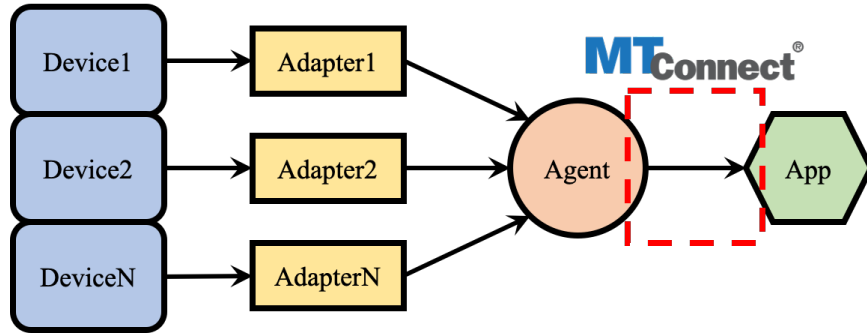 MTConnect®
Device1
Adapter1
Device2
Adapter2
Agent
App
DeviceN
AdapterN